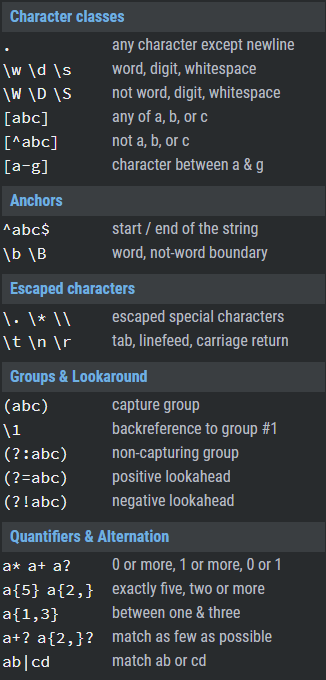 Character classes
. any character except newline
\w \d \s word, digit, whitespace
\W \D \S not word, digit, whitespace
[abc] any of a, b, or c
[^abc] not a, b, or c
[a-g] character between a & g
Anchors
^abc$ start / end of the string
\b \B word, not-word boundary
Escaped characters
\. \* \\ escaped special characters
\t \n \r tab, linefeed, carriage return
Groups & Lookaround
(abc) capture group
\1 backreference to group #1
(?:abc) non-capturing group
(?=abc) positive lookahead
(?!abc) negative lookahead
Quantifiers & Alternation
a* a+ a? 0 or more, 1 or more, 0 or 1
a{5} a{2,} exactly five, two or more
a{1,3} between one & three
a+? a{2,}? match as few as possible
ab|cd match ab or cd